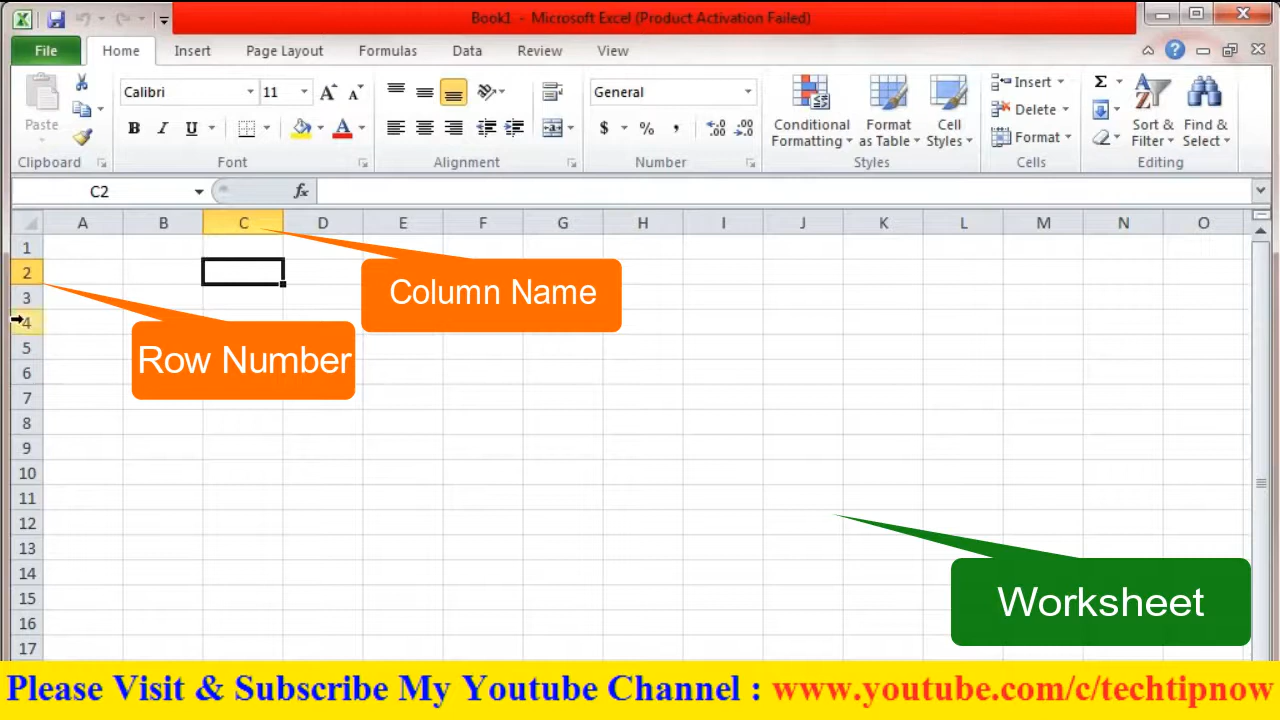 Book1 - Microsoft Excel (Product Activation Failed)
File Home Insert Page Layout Formulas Data Review View
Paste
Calibri 11
General
Conditional Formatting
Format as Table
Cell Styles
Insert
Delete
Format
Σ
Sort & Filter
Find & Select
B I U A $ % ,
Clipboard Font Alignment Number Styles Cells Editing
C2 fx
A B C D E F G H I J K L M N O
1
2
3
Column Name
4
5
Row Number
6
7
8
9
10
11
12
13
14
15
Worksheet
16
17
Please Visit & Subscribe My Youtube Channel : www.youtube.com/c/techtipnow